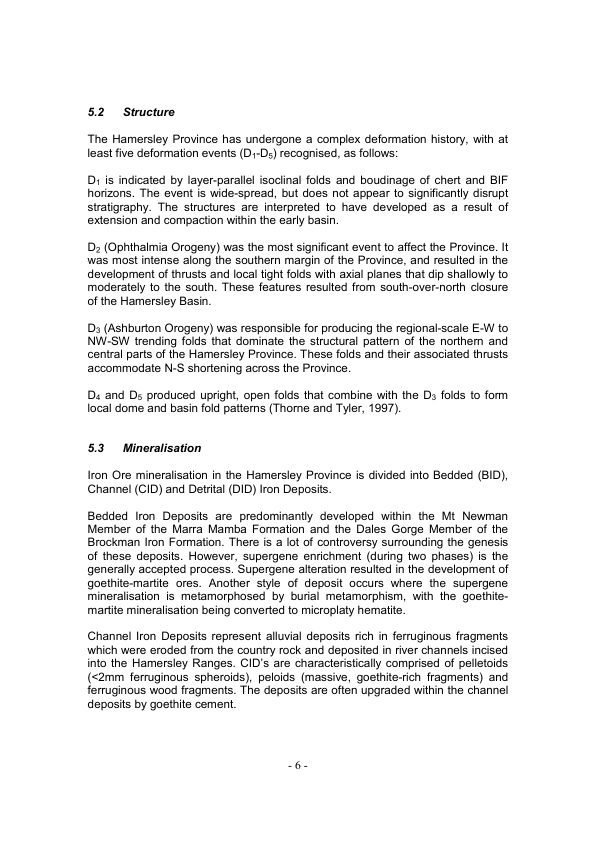 5.2 Structure
The Hamersley Province has undergone a complex deformation history, with at
least five deformation events (D1-D5) recognised, as follows:
D1 is indicated by layer-parallel isoclinal folds and boudinage of chert and BIF
horizons. The event is wide-spread, but does not appear to significantly disrupt
stratigraphy. The structures are interpreted to have developed as a result of
extension and compaction within the early basin.
D2 (Ophthalmia Orogeny) was the most significant event to affect the Province. It
was most intense along the southern margin of the Province, and resulted in the
development of thrusts and local tight folds with axial planes that dip shallowly to
moderately to the south. These features resulted from south-over-north closure
of the Hamersley Basin.
D3 (Ashburton Orogeny) was responsible for producing the regional-scale E-W to
NW-SW trending folds that dominate the structural pattern of the northern and
central parts of the Hamersley Province. These folds and their associated thrusts
accommodate N-S shortening across the Province.
D4 and D5 produced upright, open folds that combine with the D3 folds to form
local dome and basin fold patterns (Thorne and Tyler, 1997).
5.3 Mineralisation
Iron Ore mineralisation in the Hamersley Province is divided into Bedded (BID),
Channel (CID) and Detrital (DID) Iron Deposits.
Bedded Iron Deposits are predominantly developed within the Mt Newman
Member of the Marra Mamba Formation and the Dales Gorge Member of the
Brockman Iron Formation. There is a lot of controversy surrounding the genesis
of these deposits. However, supergene enrichment (during two phases) is the
generally accepted process. Supergene alteration resulted in the development of
goethite-martite ores. Another style of deposit occurs where the supergene
mineralisation is metamorphosed by burial metamorphism, with the goethite-
martite mineralisation being converted to microplaty hematite.
Channel Iron Deposits represent alluvial deposits rich in ferruginous fragments
which were eroded from the country rock and deposited in river channels incised
into the Hamersley Ranges. CID's are characteristically comprised of pelletoids
(<2mm ferruginous spheroids), peloids (massive, goethite-rich fragments) and
ferruginous wood fragments. The deposits are often upgraded within the channel
deposits by goethite cement.
- 6 -